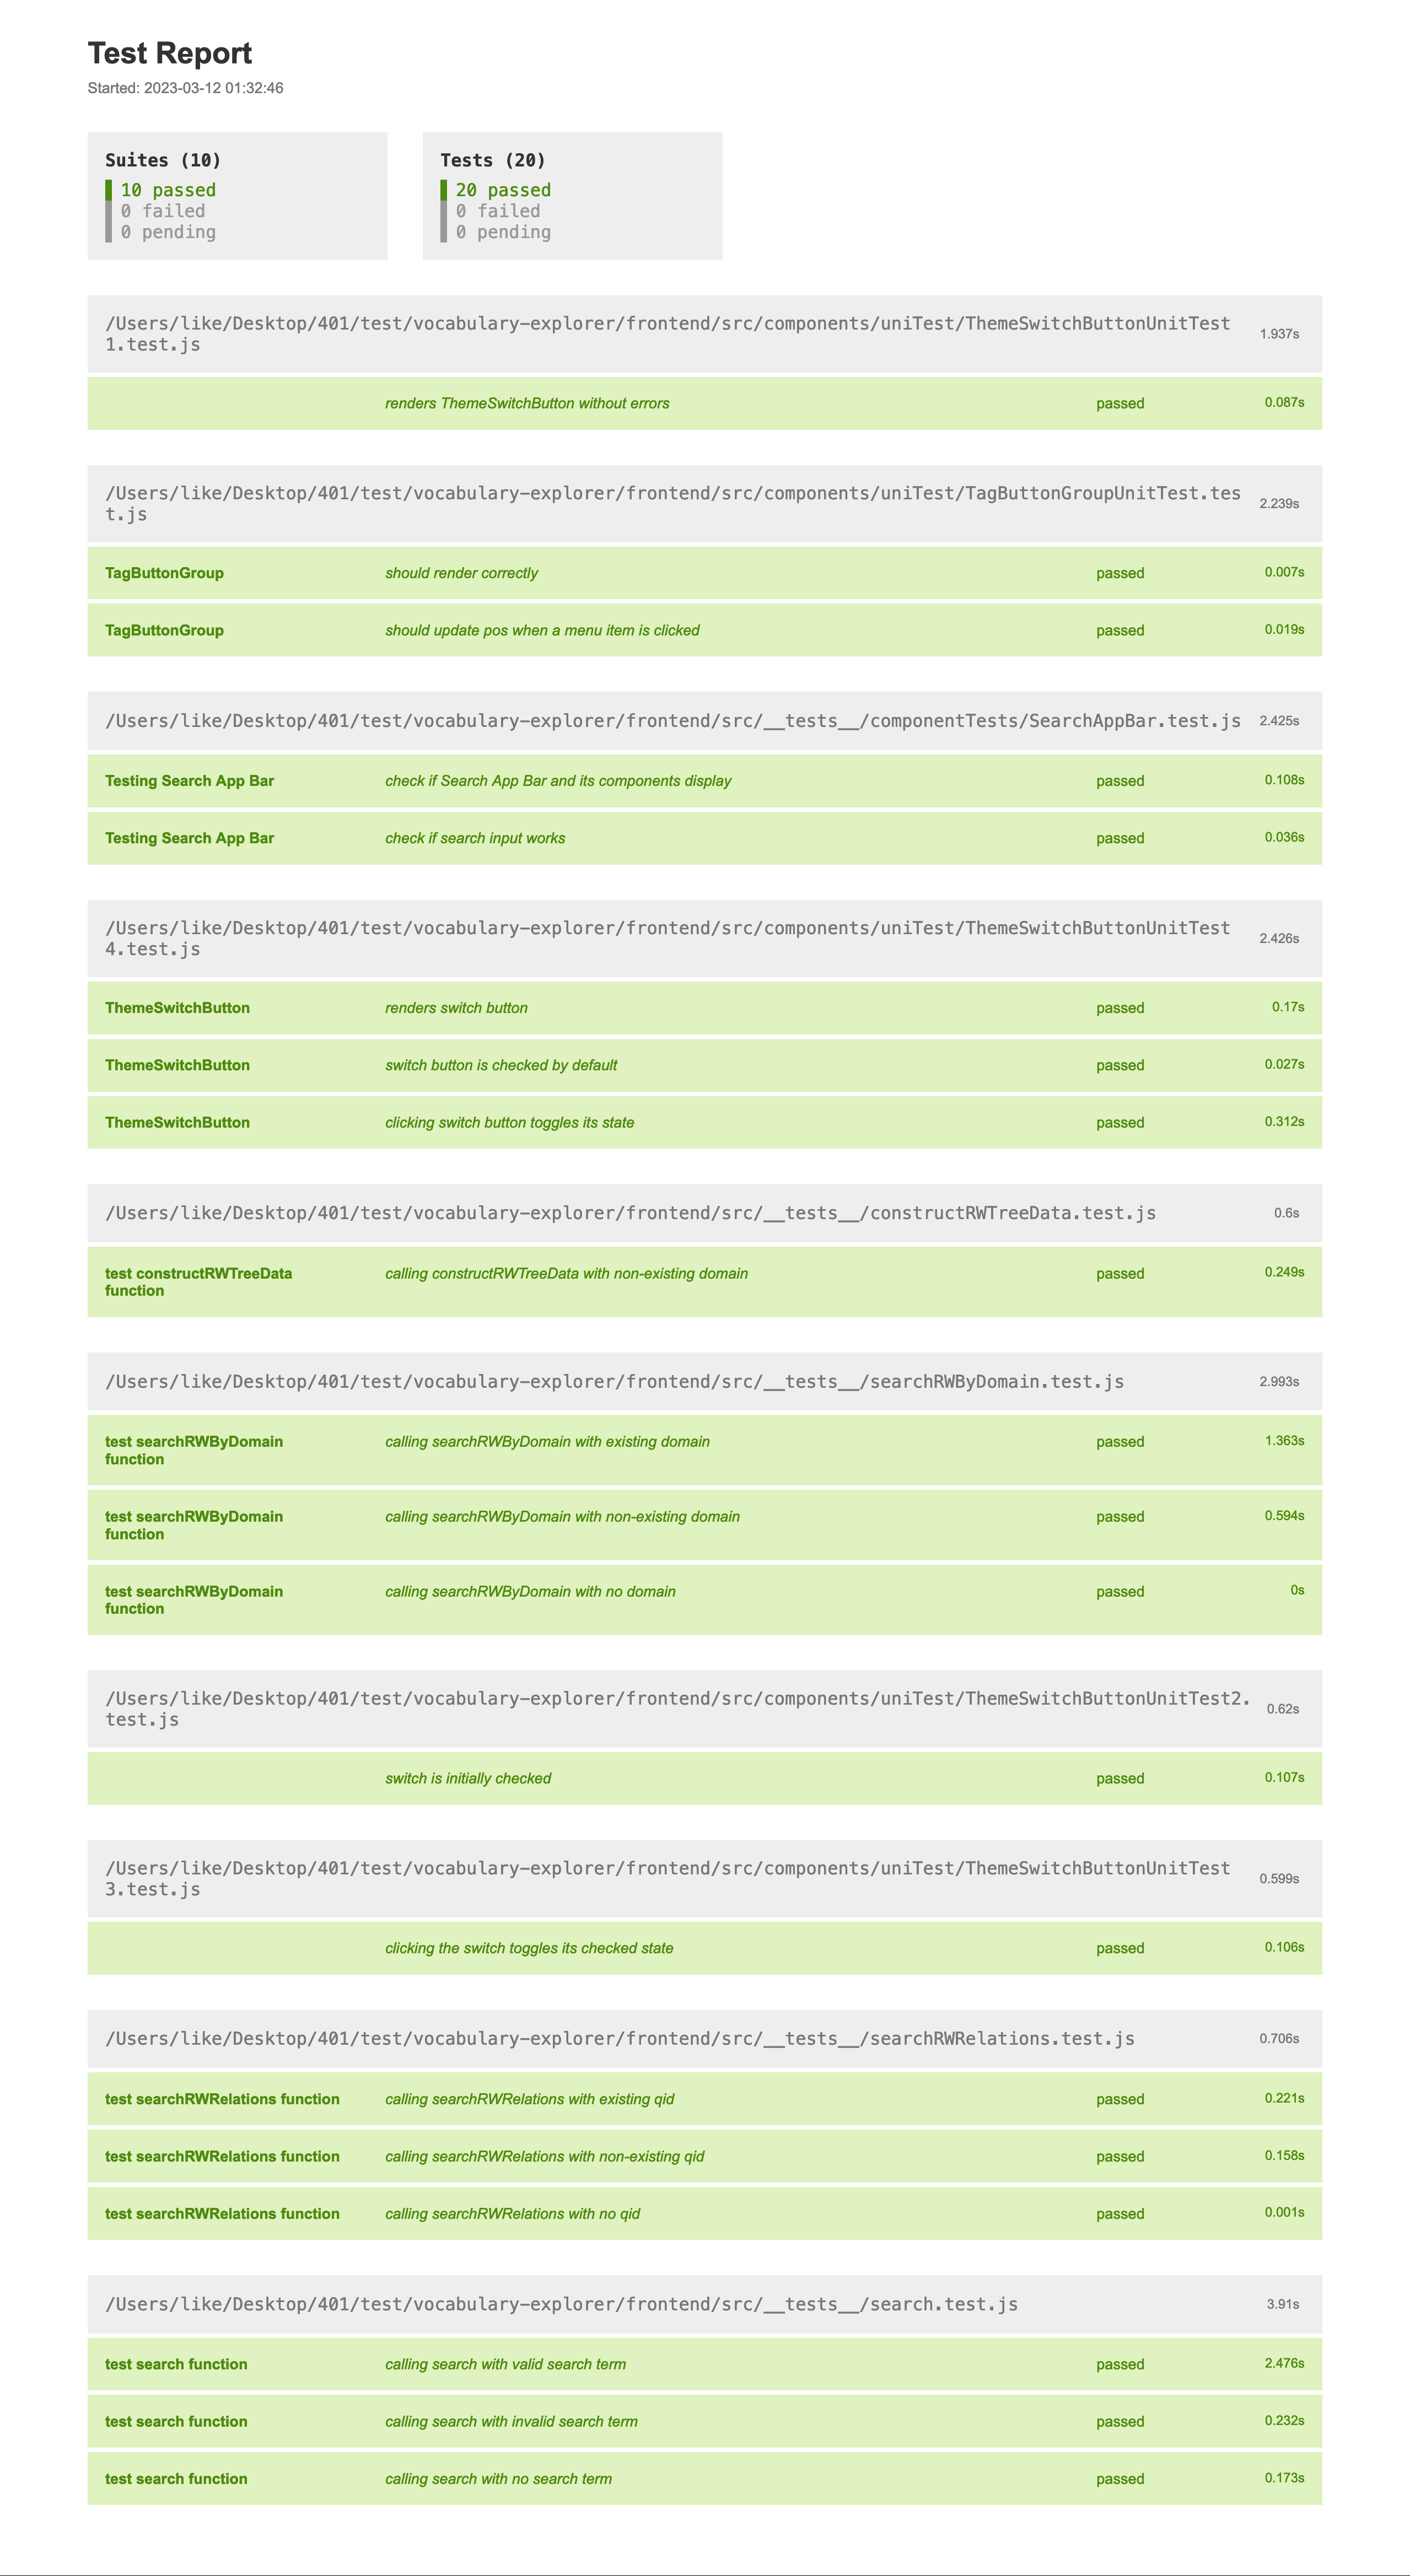 Test Report
Started: 2023-03-12 01:32:46
Suites (10)
10 passed
0 failed
0 pending
Tests (20)
20 passed
0 failed
0 pending
/Users/like/Desktop/401/test/vocabulary-explorer/frontend/src/components/uniTest/ThemeSwitchButtonUnitTest
1.test.js
1.937s
renders ThemeSwitchButton without errors passed 0.087s
/Users/like/Desktop/401/test/vocabulary-explorer/frontend/src/components/uniTest/TagButtonGroupUnitTest.tes
t.js
2.239s
TagButtonGroup should render correctly passed 0.007s
TagButtonGroup should update pos when a menu item is clicked passed 0.019s
/Users/like/Desktop/401/test/vocabulary-explorer/frontend/src/__tests__/componentTests/SearchAppBar.test.js 2.425s
Testing Search App Bar check if Search App Bar and its components display passed 0.108s
Testing Search App Bar check if search input works passed 0.036s
/Users/like/Desktop/401/test/vocabulary-explorer/frontend/src/components/uniTest/ThemeSwitchButtonUnitTest
4.test.js
2.426s
ThemeSwitchButton renders switch button passed 0.17s
ThemeSwitchButton switch button is checked by default passed 0.027s
ThemeSwitchButton clicking switch button toggles its state passed 0.312s
/Users/like/Desktop/401/test/vocabulary-explorer/frontend/src/__tests__/constructRWTreeData.test.js 0.6s
test constructRWTreeData
function
calling constructRWTreeData with non-existing domain passed 0.249s
/Users/like/Desktop/401/test/vocabulary-explorer/frontend/src/__tests__/searchRWByDomain.test.js 2.993s
test searchRWByDomain
function
calling searchRWByDomain with existing domain passed 1.363s
test searchRWByDomain
function
calling searchRWByDomain with non-existing domain passed 0.594s
test searchRWByDomain
function
calling searchRWByDomain with no domain passed 0s
/Users/like/Desktop/401/test/vocabulary-explorer/frontend/src/components/uniTest/ThemeSwitchButtonUnitTest2.
test.js
0.62s
switch is initially checked passed 0.107s
/Users/like/Desktop/401/test/vocabulary-explorer/frontend/src/components/uniTest/ThemeSwitchButtonUnitTest
3.test.js
0.599s
clicking the switch toggles its checked state passed 0.106s
/Users/like/Desktop/401/test/vocabulary-explorer/frontend/src/__tests__/searchRWRelations.test.js 0.706s
test searchRWRelations function calling searchRWRelations with existing qid passed 0.221s
test searchRWRelations function calling searchRWRelations with non-existing qid passed 0.158s
test searchRWRelations function calling searchRWRelations with no qid passed 0.001s
/Users/like/Desktop/401/test/vocabulary-explorer/frontend/src/__tests__/search.test.js 3.91s
test search function calling search with valid search term passed 2.476s
test search function calling search with invalid search term passed 0.232s
test search function calling search with no search term passed 0.173s